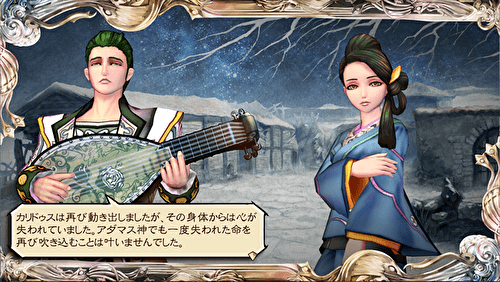 カリドゥスは再び動き出しましたが、その身体からは心が
失われていました。アダマス神でも一度失われた命を
再び吹き込むことは叶いませんでした。